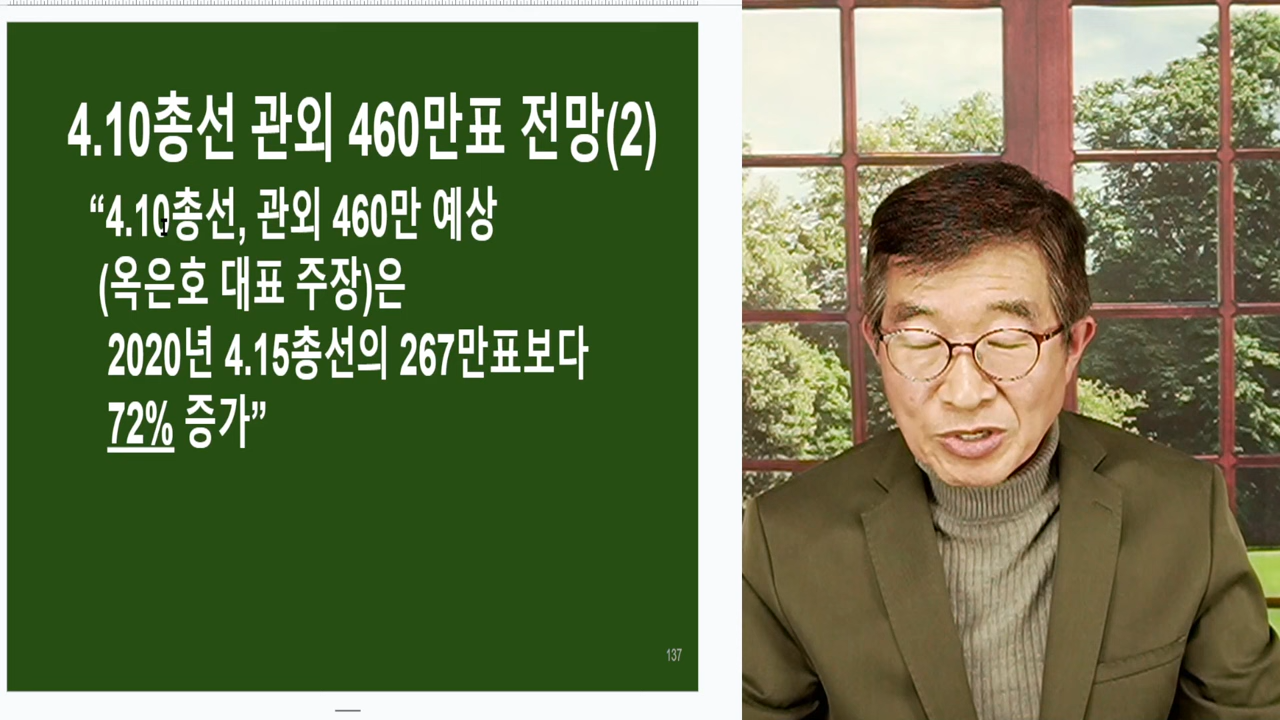 4.10총선 관외 460만표 전망(2)
“4.10총선, 관외 460만 예상
(옥은호 대표 주장)은
2020년 4.15총선의 267만표보다
72% 증가”
137